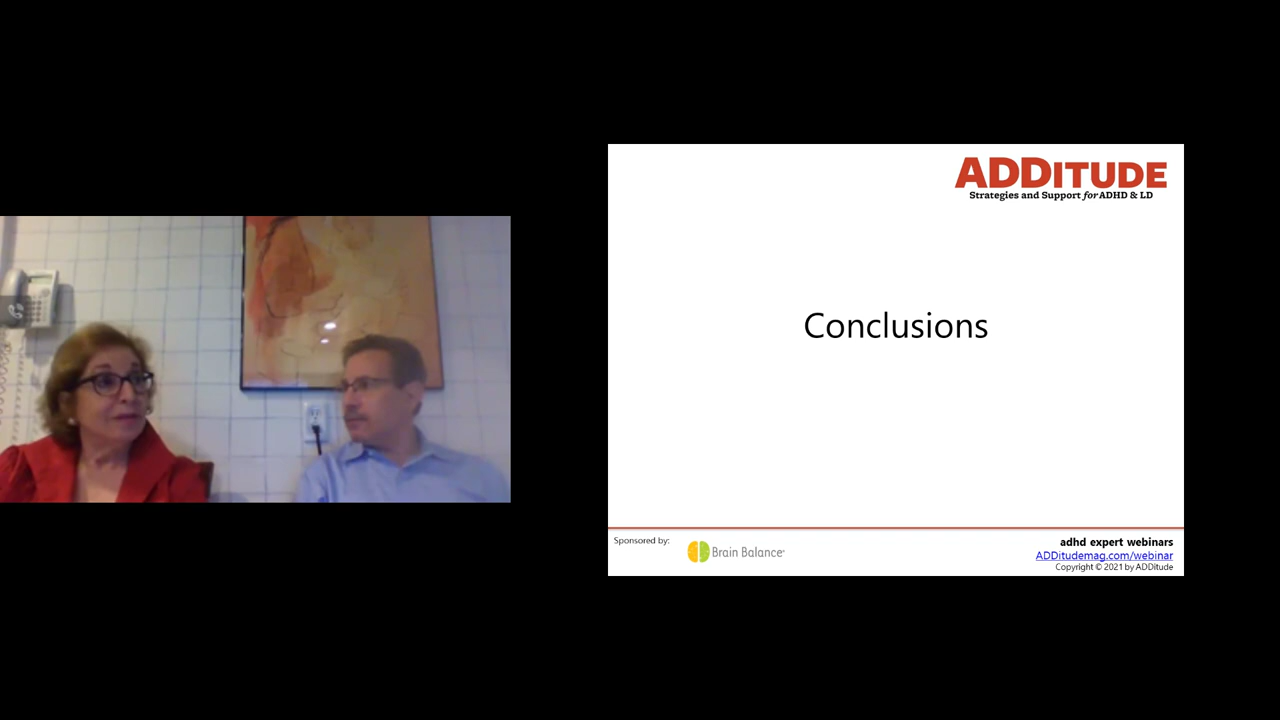 ADDITUDE
Strategies and Support for ADHD & LD
Conclusions
Sponsored by:
Brain Balance
adhd expert webinars
ADDitudemag.com/webinar
Copyright © 2021 by ADDitude